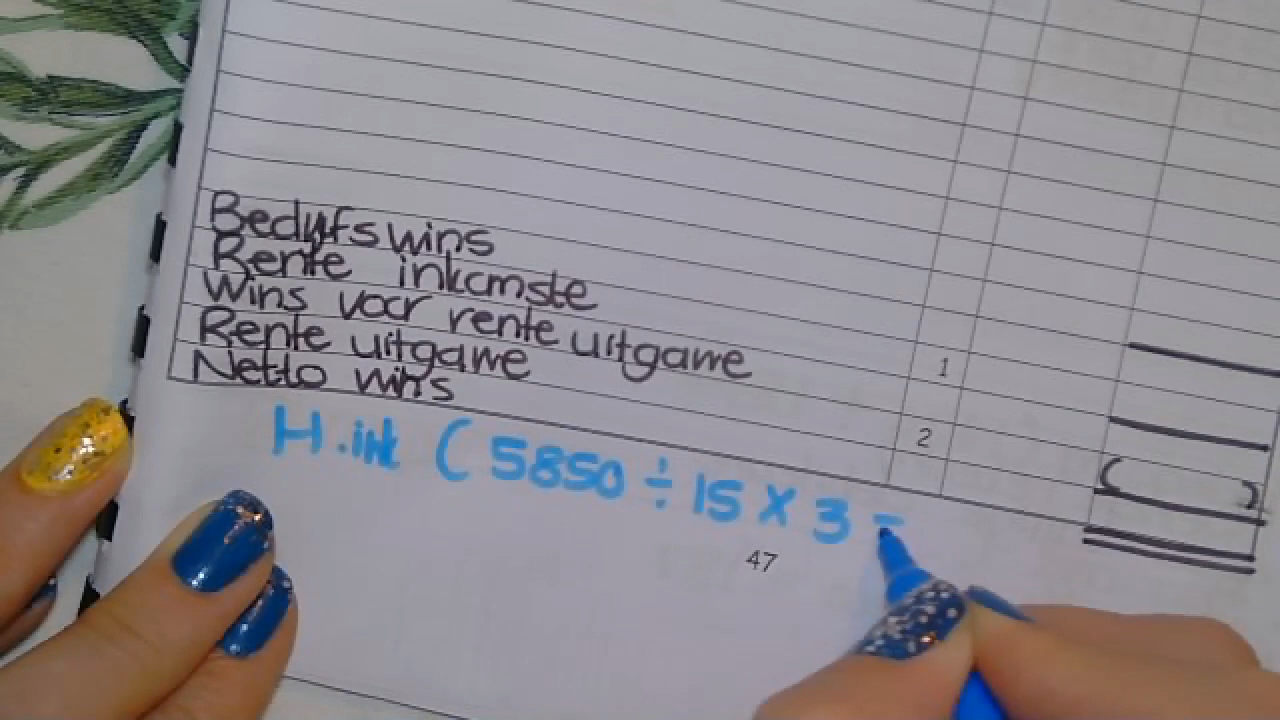 Bedryfswins
Rente inkomste
Wins voor rente uitgawe
Rente uitgawe 1
Netto wins 2
( )
H.ink ( 5850 ÷ 15 x 3 =
47